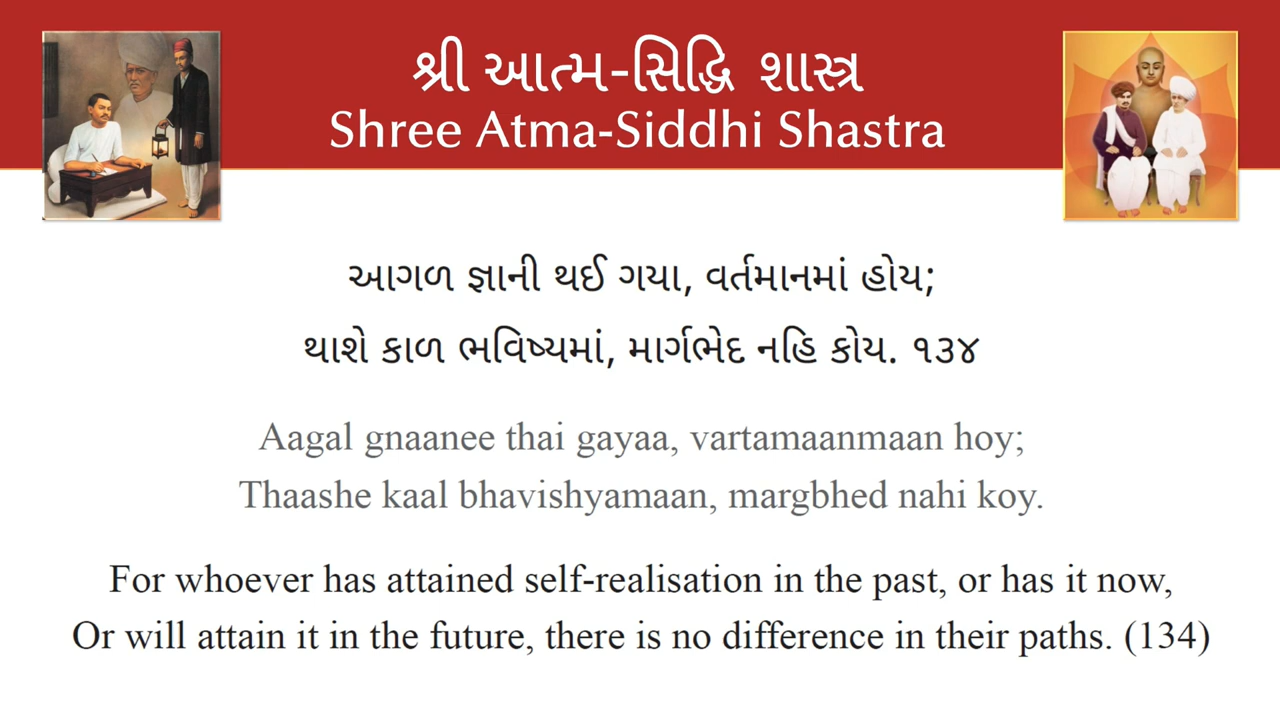 શ્રી આત્મ-સિદ્ધિ શાસ્ત્ર
Shree Atma-Siddhi Shastra
આગળ જ્ઞાની થઈ ગયા, વર્તમાનમાં હોય;
થાશે કાળ ભવિષ્યમાં, માર્ગભેદ નહિ કોય. ૧૩૪
Aagal gnaanee thai gayaa, vartamaanmaan hoy;
Thaashe kaal bhavishyamaan, margbhed nahi koy.
For whoever has attained self-realisation in the past, or has it now,
Or will attain it in the future, there is no difference in their paths. (134)